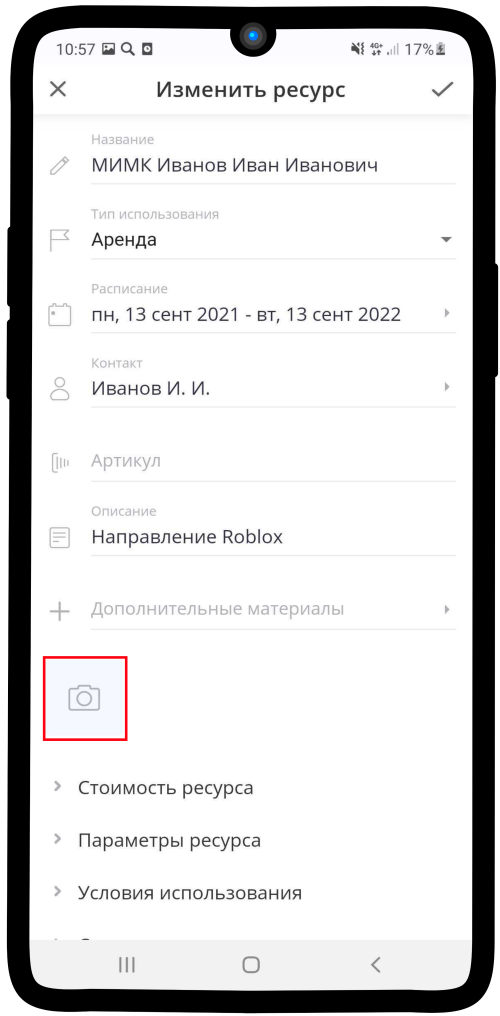 10:57
4G+
17%
Изменить ресурс
Название
МИМК Иванов Иван Иванович
Тип использования
Аренда
Расписание
пн, 13 сент 2021 - вт, 13 сент 2022
Контакт
Иванов И. И.
Артикул
Описание
Направление Roblox
Дополнительные материалы
Стоимость ресурса
Параметры ресурса
Условия использования